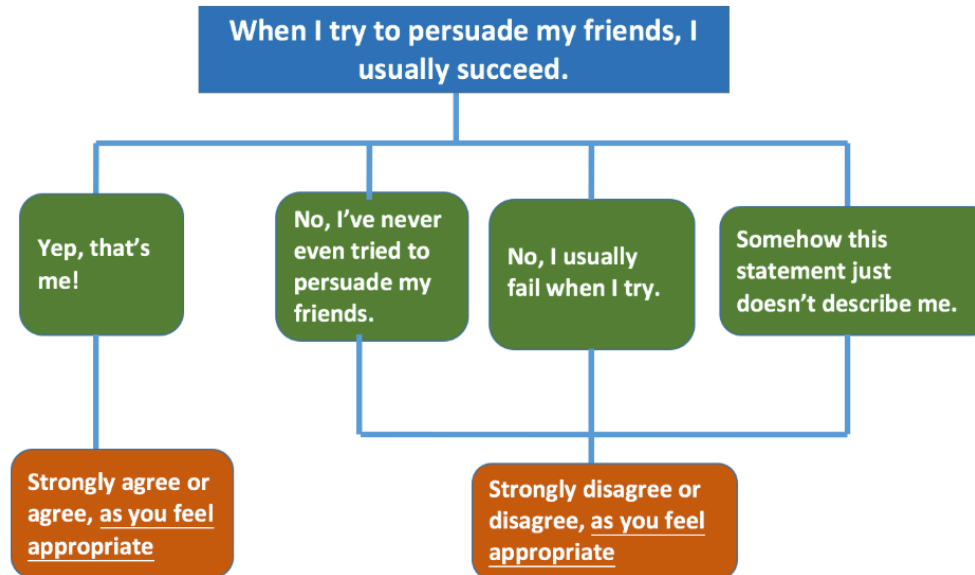 When I try to persuade my friends, I
usually succeed.
Yep, that’s
me!
No, I’ve never
even tried to
persuade my
friends.
No, I usually
fail when I try.
Somehow this
statement just
doesn’t describe me.
Strongly agree or
agree, as you feel
appropriate
Strongly disagree or
disagree, as you feel
appropriate